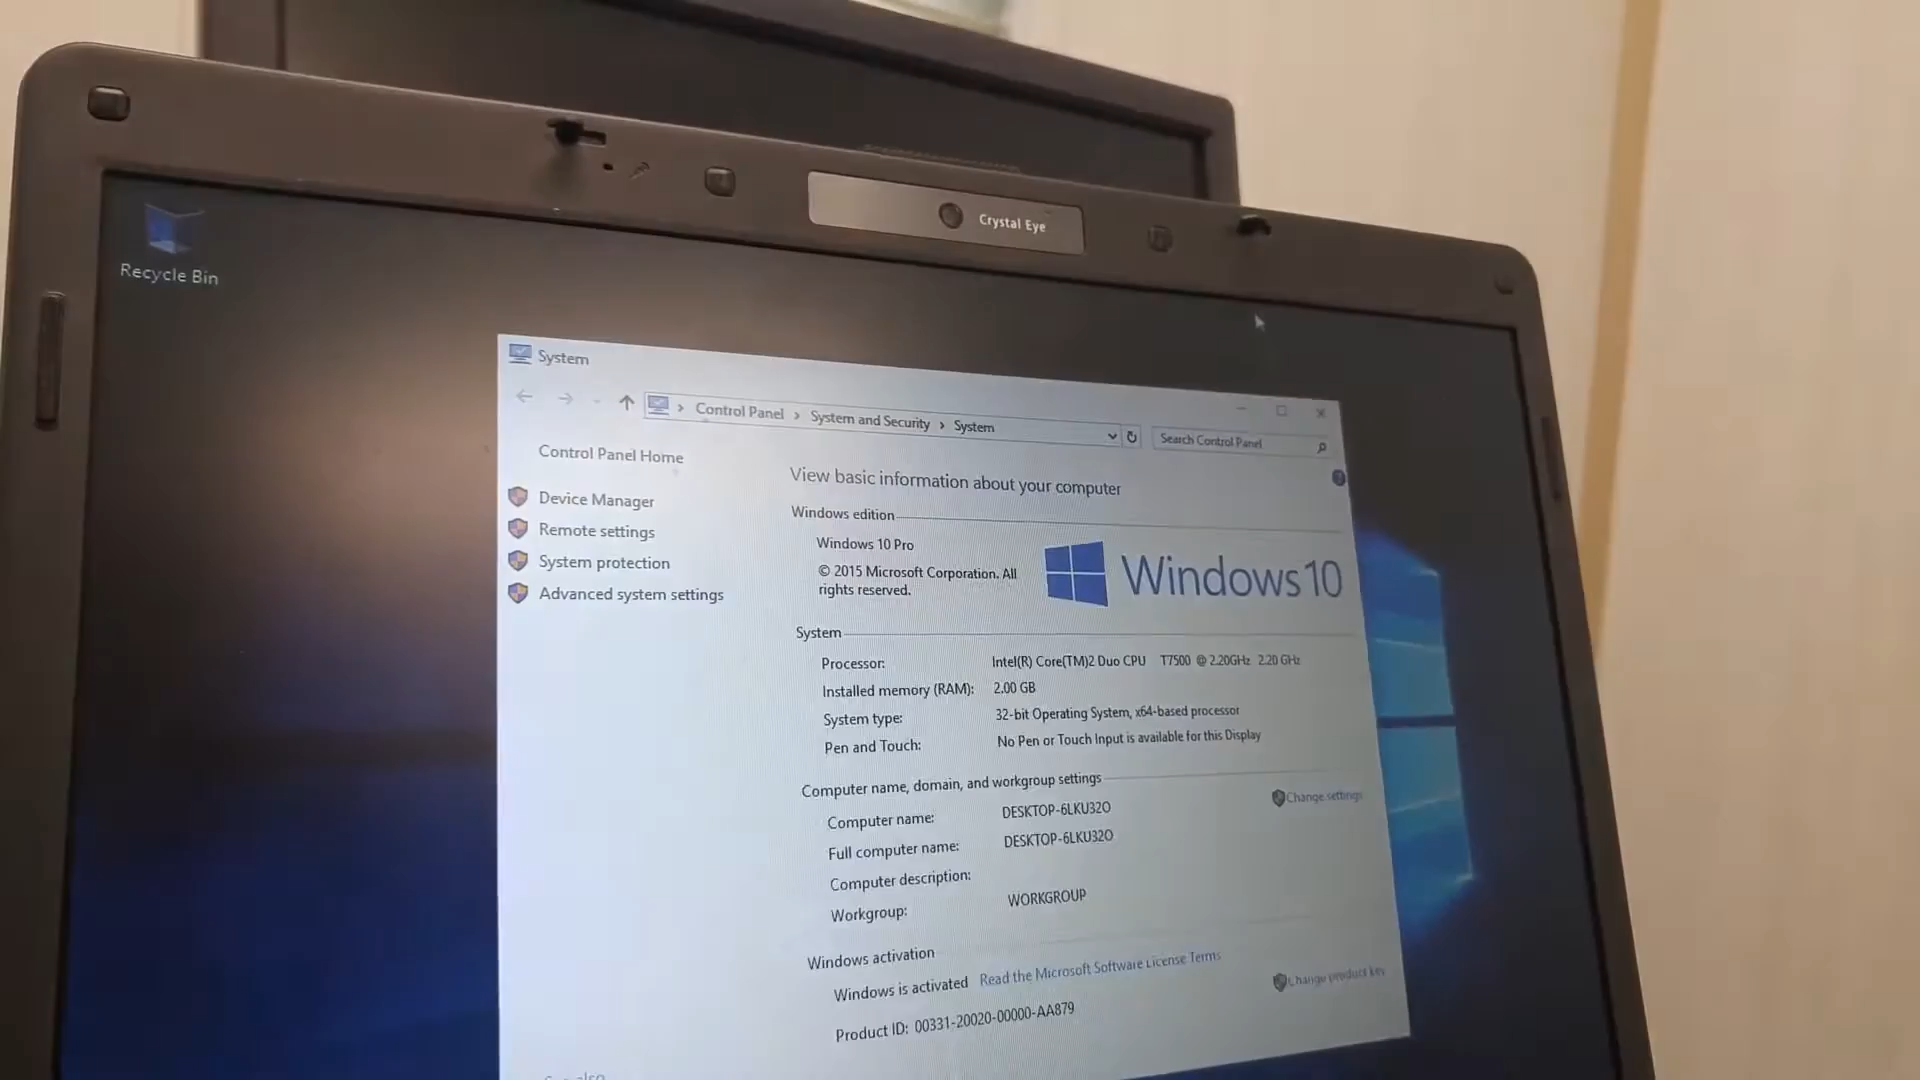 Crystal Eye
Recycle Bin
System
Control Panel › System and Security › System
Search Control Panel
Control Panel Home
Device Manager
Remote settings
System protection
Advanced system settings
View basic information about your computer
Windows edition
Windows 10 Pro
© 2015 Microsoft Corporation. All
rights reserved.
Windows 10
System
Processor: Intel(R) Core(TM)2 Duo CPU T7500 @ 2.20GHz 2.20 GHz
Installed memory (RAM): 2.00 GB
System type: 32-bit Operating System, x64-based processor
Pen and Touch: No Pen or Touch Input is available for this Display
Computer name, domain, and workgroup settings
Computer name: DESKTOP-6LKU32O
Change settings
Full computer name: DESKTOP-6LKU32O
Computer description:
Workgroup: WORKGROUP
Windows activation
Windows is activated Read the Microsoft Software License Terms
Product ID: 00331-20020-00000-AA879
Change product key